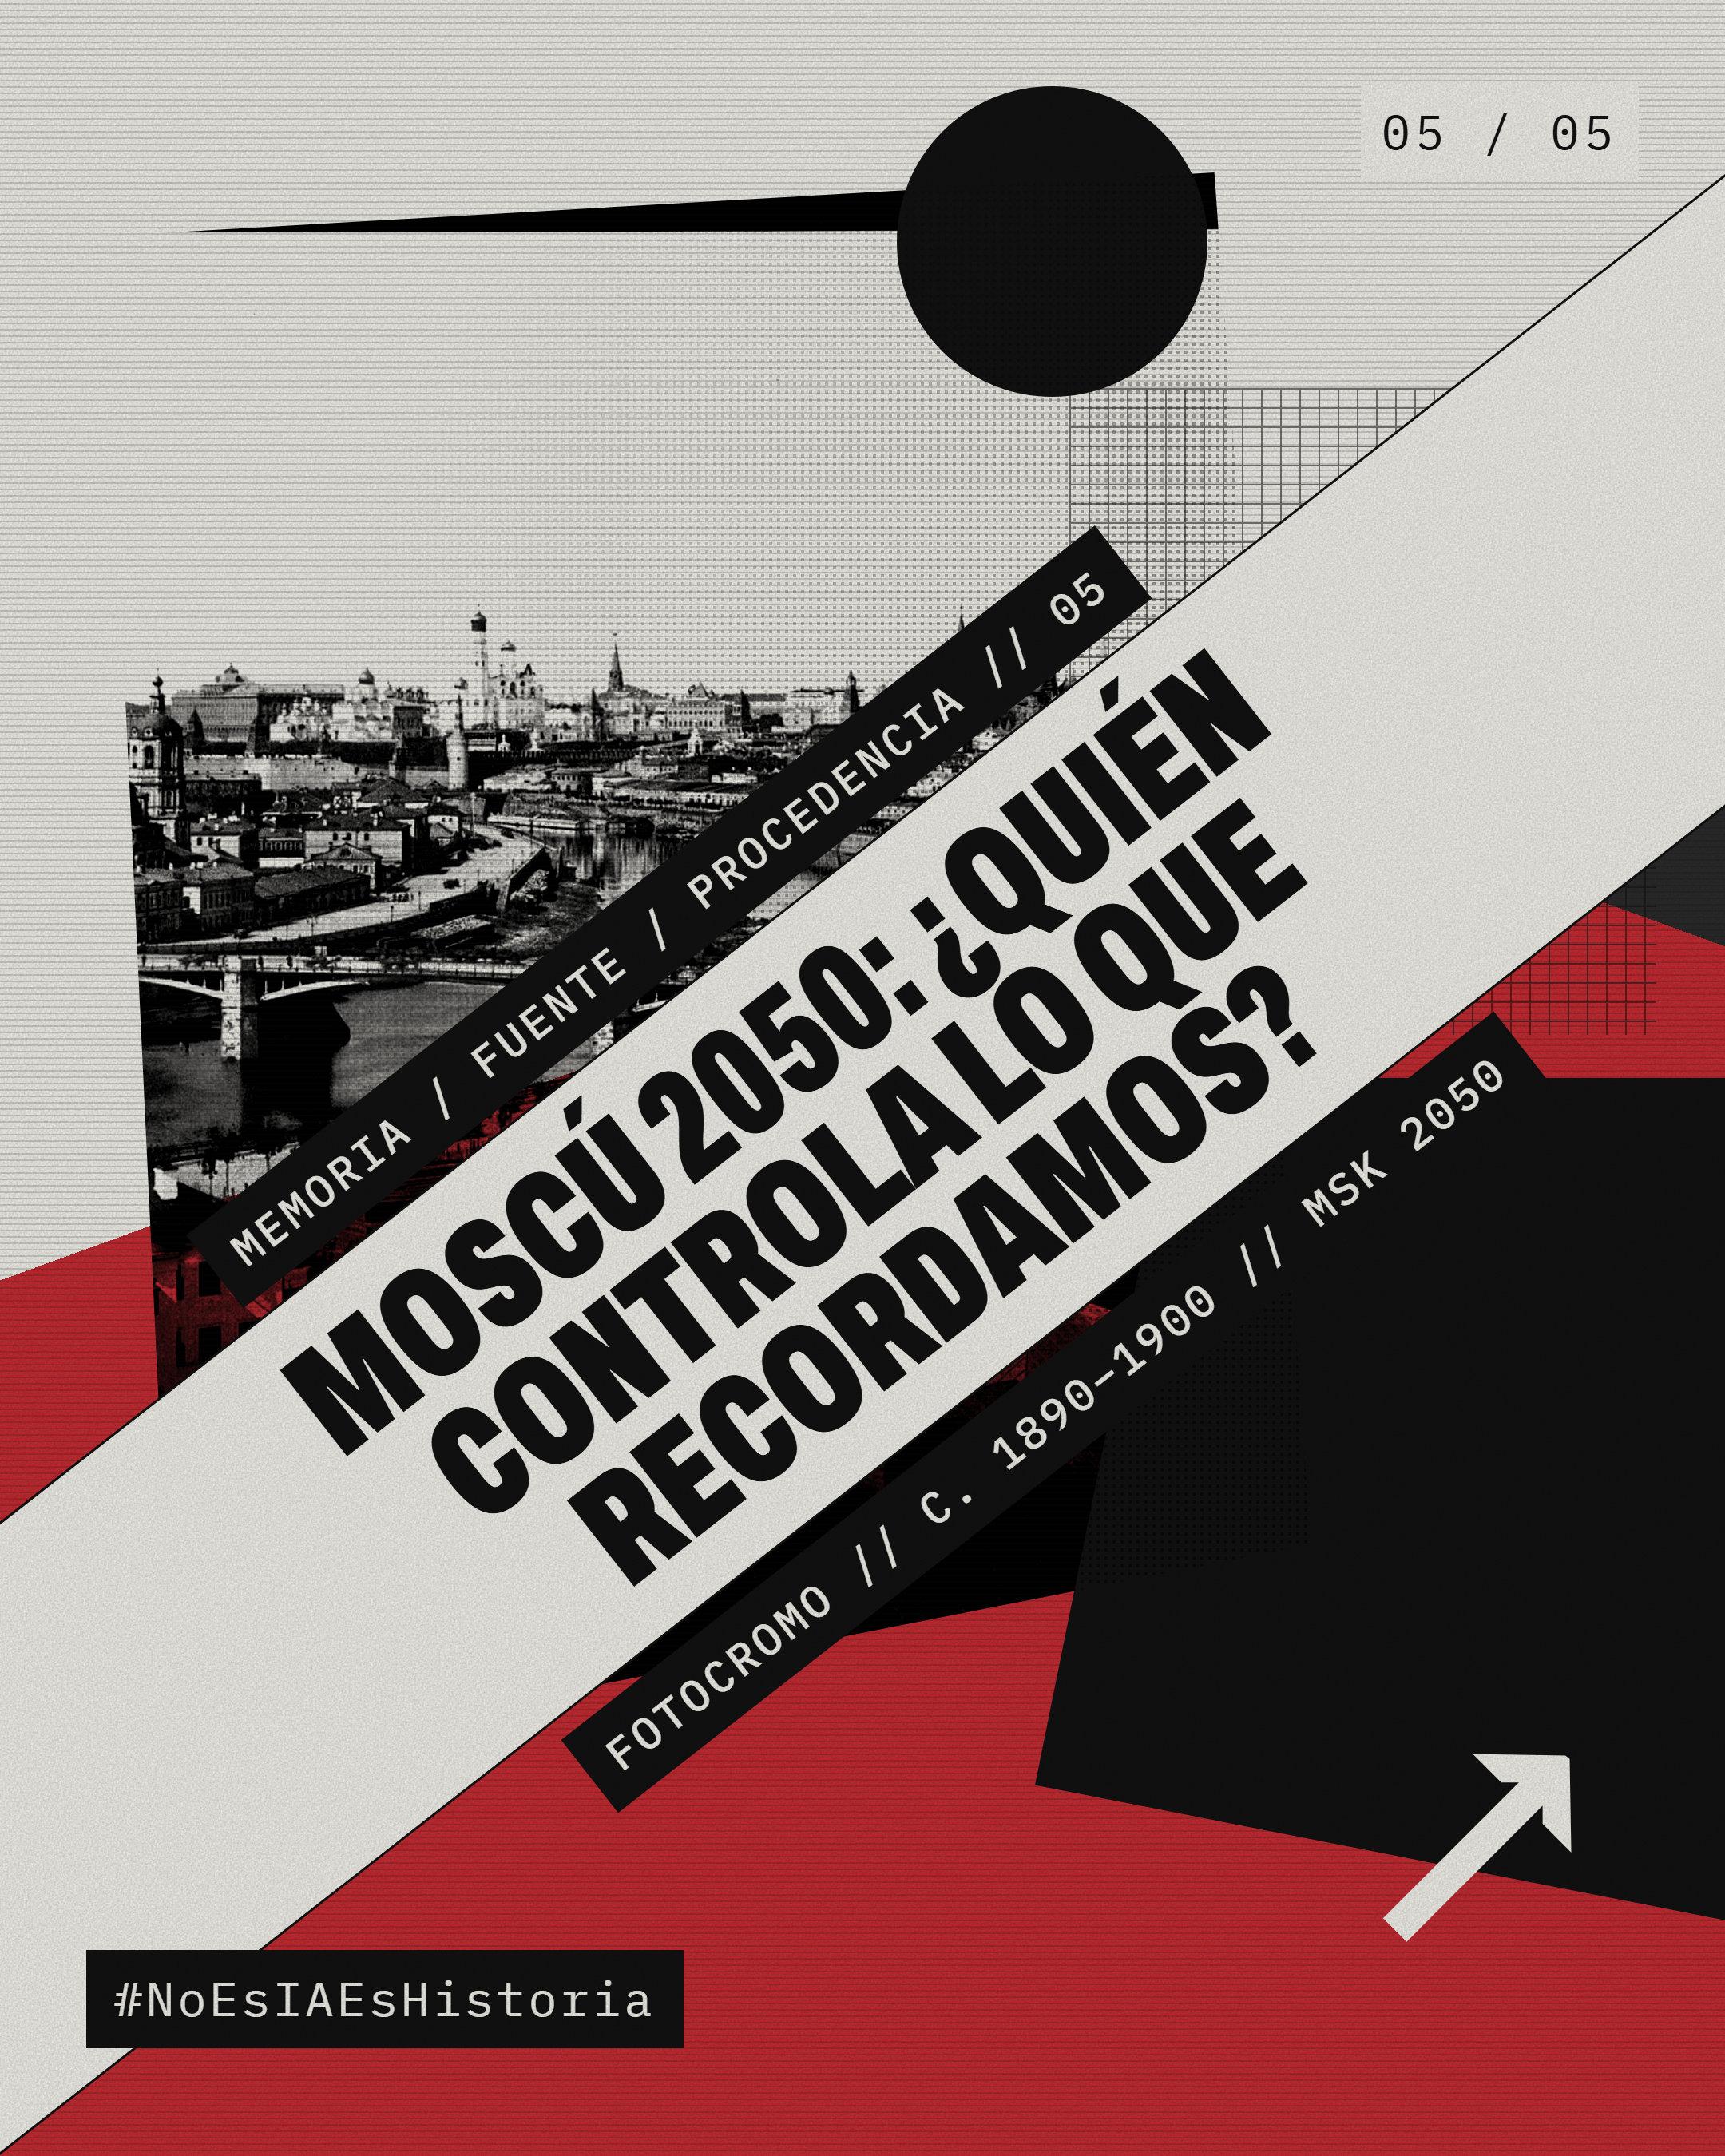 05 / 05
MEMORIA / FUENTE / PROCEDENCIA // 05
MOSCÚ 2050: ¿QUIÉN
CONTROLA LO QUE
RECORDAMOS?
FOTOCROMO // C. 1890–1900 // MSK 2050
#NoEsIAEsHistoria